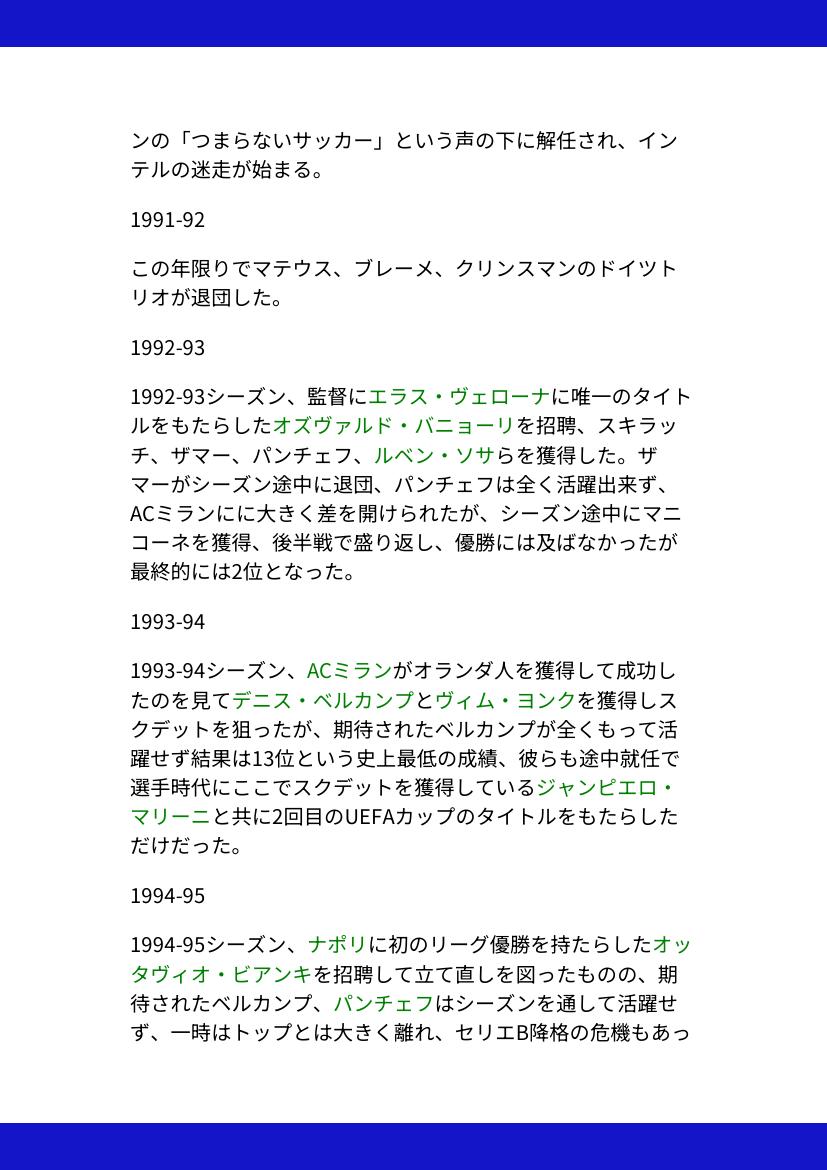 ンの「つまらないサッカー」という声の下に解任され、イン
テルの迷走が始まる。
1991-92
この年限りでマテウス、ブレーメ、クリンスマンのドイツト
リオが退団した。
1992-93
1992-93シーズン、監督にエラス・ヴェローナに唯一のタイト
ルをもたらしたオズヴァルド・バニョーリを招聘、スキラッ
チ、ザマー、パンチェフ、ルベン・ソサらを獲得した。ザ
マーがシーズン途中に退団、パンチェフは全く活躍出来ず、
ACミランにに大きく差を開けられたが、シーズン途中にマニ
コーネを獲得、後半戦で盛り返し、優勝には及ばなかったが
最終的には2位となった。
1993-94
1993-94シーズン、ACミランがオランダ人を獲得して成功し
たのを見てデニス・ベルカンプとヴィム・ヨンクを獲得しス
クデットを狙ったが、期待されたベルカンプが全くもって活
躍せず結果は13位という史上最低の成績、彼らも途中就任で
選手時代にここでスクデットを獲得しているジャンピエロ・
マリーニと共に2回目のUEFAカップのタイトルをもたらした
だけだった。
1994-95
1994-95シーズン、ナポリに初のリーグ優勝を持たらしたオッ
タヴィオ・ビアンキを招聘して立て直しを図ったものの、期
待されたベルカンプ、パンチェフはシーズンを通して活躍せ
ず、一時はトップとは大きく離れ、セリエB降格の危機もあっ